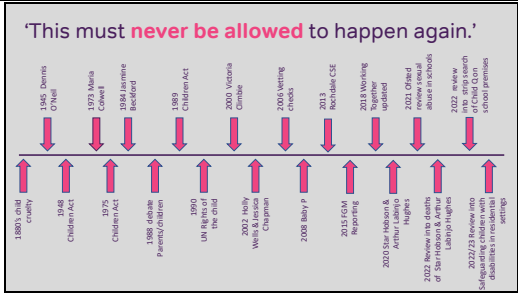 ‘This must never be allowed to happen again.’
1945 Dennis
O’Neil
1973 Maria
Colwell
1984 Jasmine
Beckford
1989
Children Act
2000 Victoria
Climbie
2006 Vetting
checks
2013
Rochdale CSE
2018 Working
Together
updated
2021 Ofsted
review sexual
abuse in schools
2022 review
into strip search
of Child Q on
school premises
1880’s child
cruelty
1948
Children Act
1975
Children Act
1988 debate
Parents/children
1990
UN Rights of
the child
2002 Holly
Wells & Jessica
Chapman
2008 Baby P
2015 FGM
Reporting
2020 Star Hobson &
Arthur Labinjo
Hughes
2022 Review into deaths
of Star Hobson & Arthur
Labinjo Hughes
2022/23 Review into
Safeguarding children with
disabilities in residential
settings